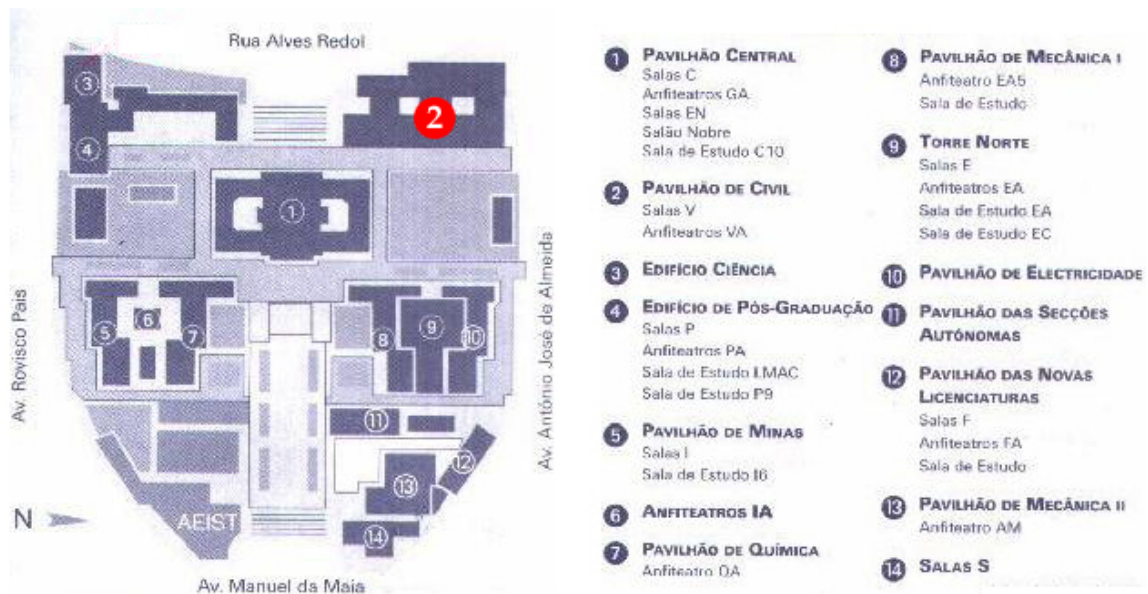 Rua Alves Redol
3
2
4
1
Av. Rovisco Pais
Av. António José de Almeida
5
6
7
8
9
10
11
12
13
14
N
AEIST
Av. Manuel da Maia
1 PAVILHÃO CENTRAL
Salas C
Anfiteatros GA
Salas EN
Salão Nobre
Sala de Estudo C10
2 PAVILHÃO DE CIVIL
Salas V
Anfiteatros VA
3 EDIFÍCIO CIÊNCIA
4 EDIFÍCIO DE PÓS-GRADUAÇÃO
Salas P
Anfiteatros PA
Sala de Estudo LMAC
Sala de Estudo P9
5 PAVILHÃO DE MINAS
Salas I
Sala de Estudo I6
6 ANFITEATROS IA
7 PAVILHÃO DE QUÍMICA
Anfiteatro QA
8 PAVILHÃO DE MECÂNICA I
Anfiteatro EA5
Sala de Estudo
9 TORRE NORTE
Salas E
Anfiteatros EA
Sala de Estudo EA
Sala de Estudo EC
10 PAVILHÃO DE ELECTRICIDADE
11 PAVILHÃO DAS SECÇÕES
AUTÓNOMAS
12 PAVILHÃO DAS NOVAS
LICENCIATURAS
Salas F
Anfiteatros FA
Sala de Estudo
13 PAVILHÃO DE MECÂNICA II
Anfiteatro AM
14 SALAS S